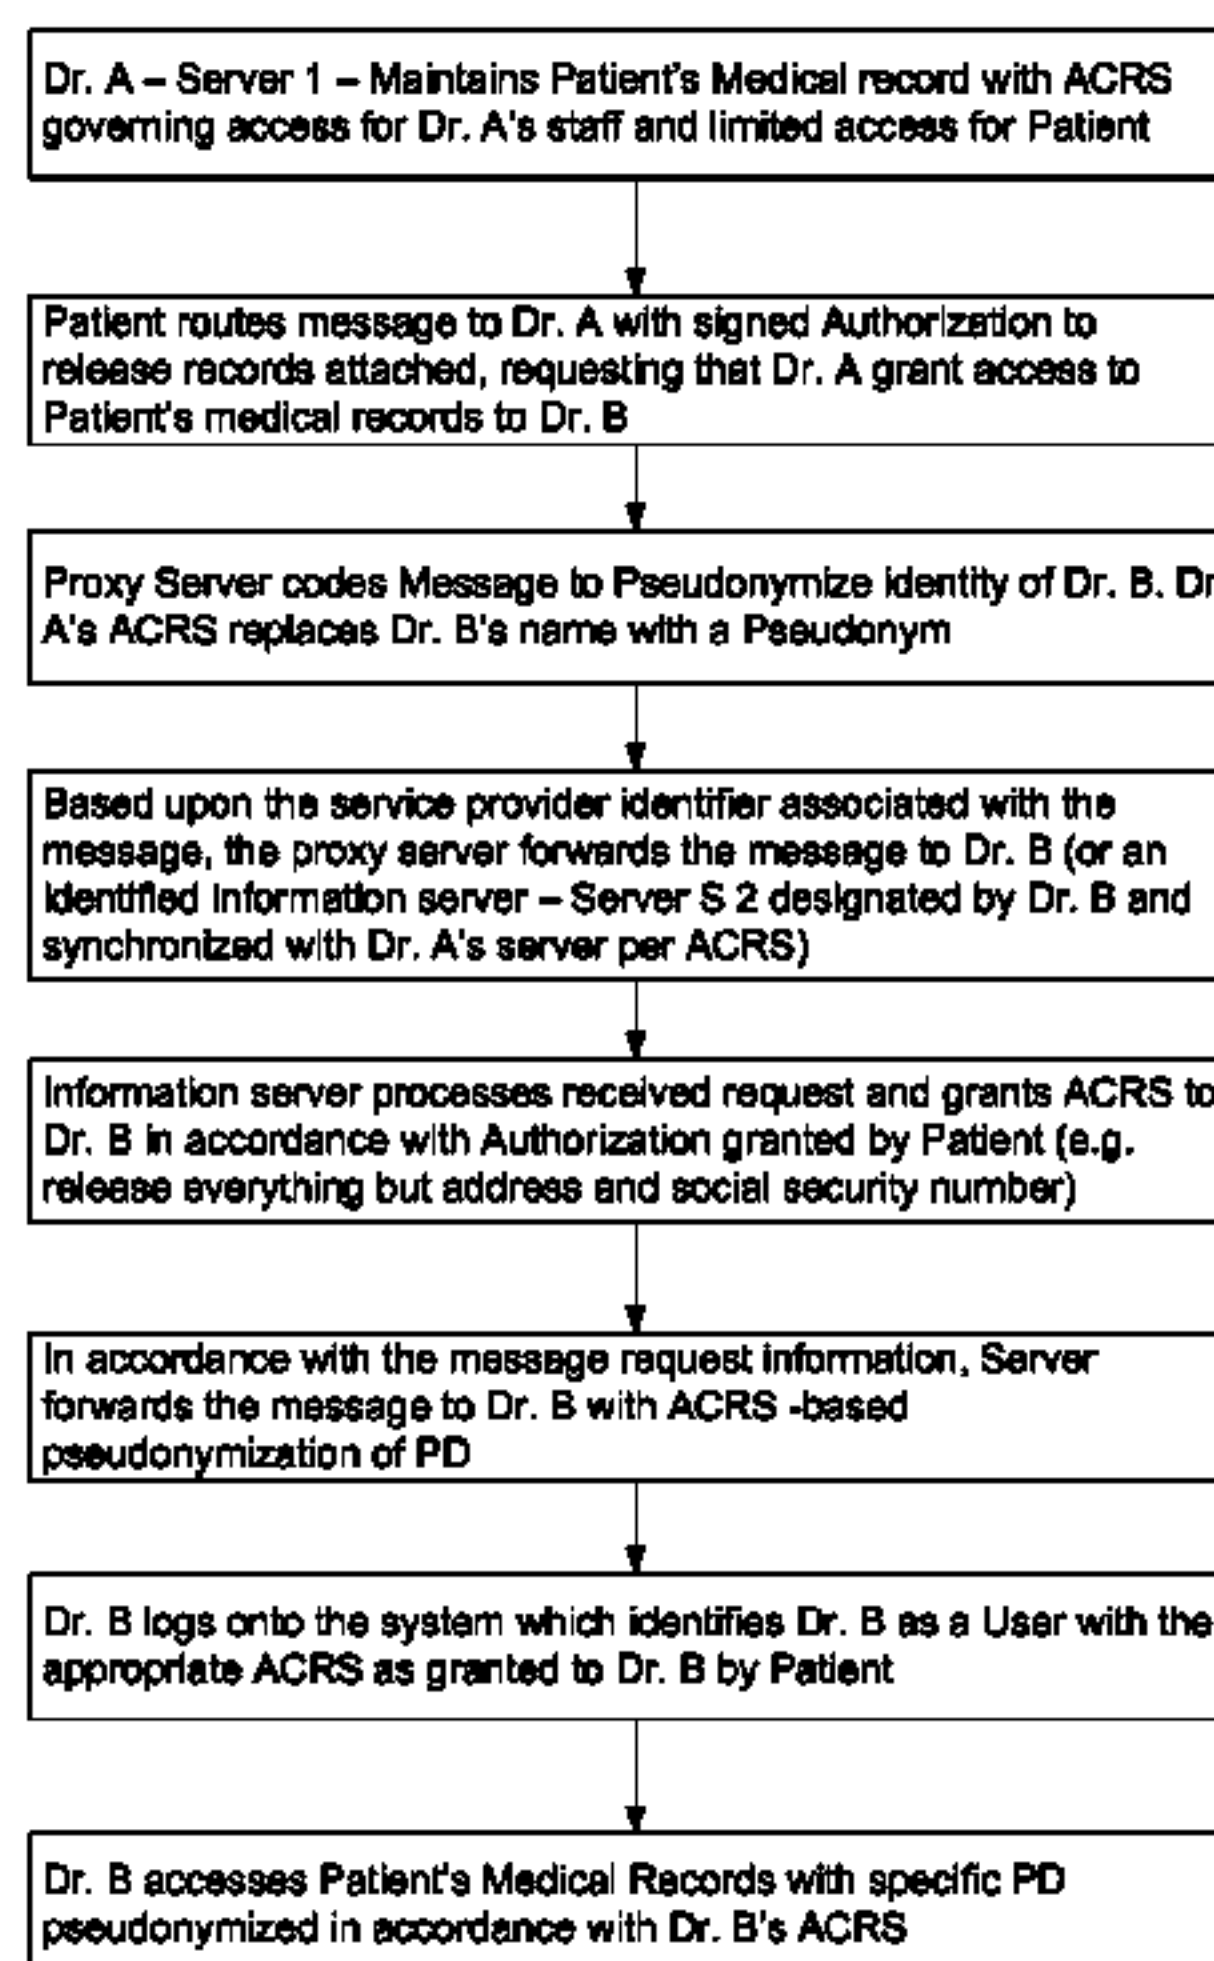 Dr. A – Server 1 – Maintains Patient's Medical record with ACRS
governing access for Dr. A's staff and limited access for Patient
Patient routes message to Dr. A with signed Authorization to
release records attached, requesting that Dr. A grant access to
Patient's medical records to Dr. B
Proxy Server codes Message to Pseudonymize identity of Dr. B. Dr
A's ACRS replaces Dr. B's name with a Pseudonym
Based upon the service provider identifier associated with the
message, the proxy server forwards the message to Dr. B (or an
identified information server – Server S 2 designated by Dr. B and
synchronized with Dr. A's server per ACRS)
Information server processes received request and grants ACRS to
Dr. B in accordance with Authorization granted by Patient (e.g.
release everything but address and social security number)
In accordance with the message request information, Server
forwards the message to Dr. B with ACRS -based
pseudonymization of PD
Dr. B logs onto the system which identifies Dr. B as a User with the
appropriate ACRS as granted to Dr. B by Patient
Dr. B accesses Patient's Medical Records with specific PD
pseudonymized in accordance with Dr. B's ACRS